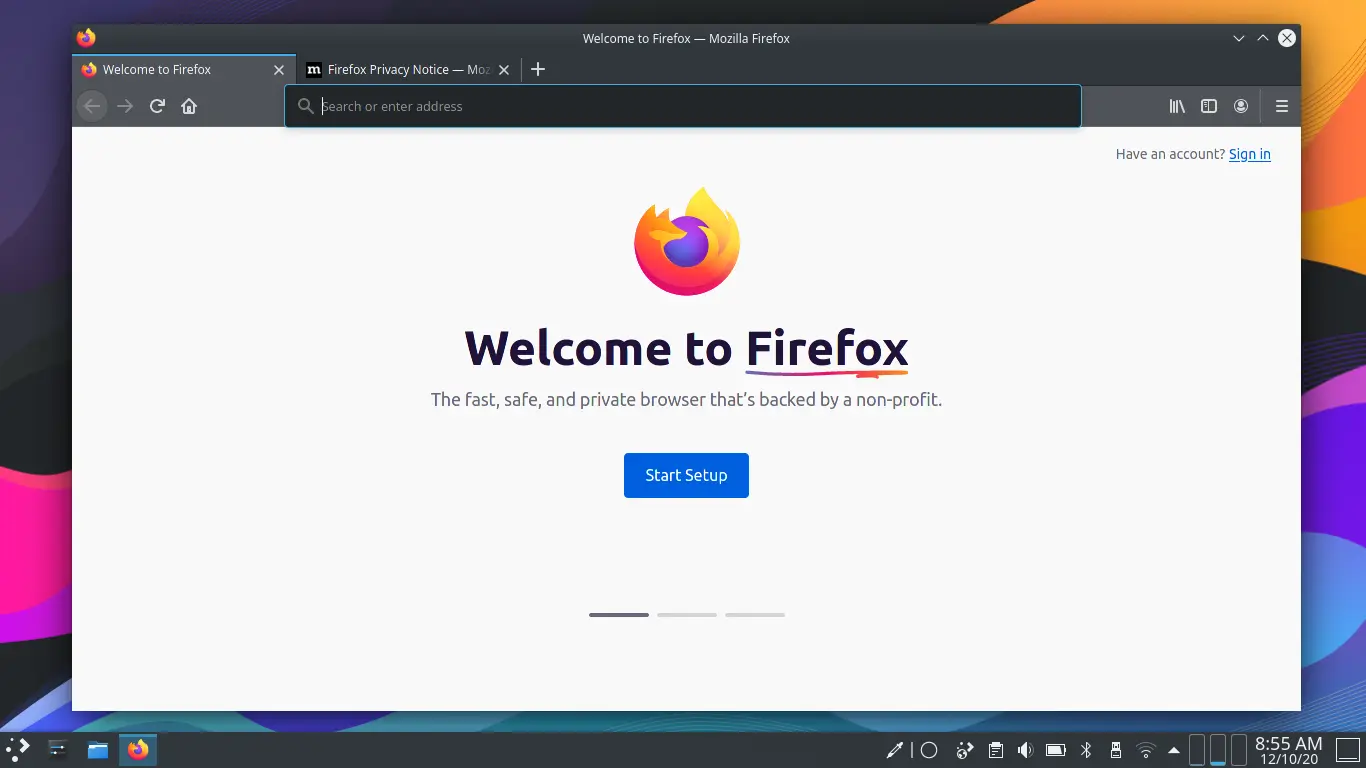 Welcome to Firefox — Mozilla Firefox
Welcome to Firefox
Firefox Privacy Notice — Moz
Search or enter address
Have an account? Sign in
Welcome to Firefox
The fast, safe, and private browser that's backed by a non-profit.
Start Setup
8:55 AM
12/10/20